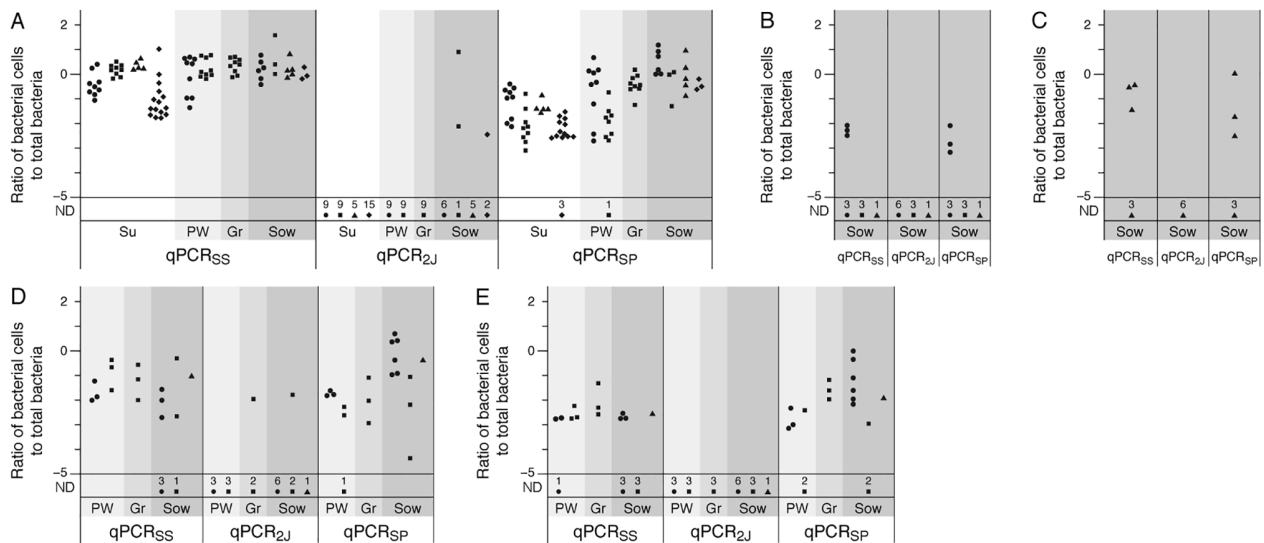 A
Ratio of bacterial cells
to total bacteria
2
0
−5
ND
9 9 5 15 9 9 9 6 1 5 2 3 1
Su PW Gr Sow Su PW Gr Sow Su PW Gr Sow
qPCRSS qPCR2J qPCRSP
B
Ratio of bacterial cells
to total bacteria
2
0
−5
ND
3 3 1 6 3 1 3 3 1
Sow Sow Sow
qPCRSS qPCR2J qPCRSP
C
Ratio of bacterial cells
to total bacteria
2
0
−5
ND
3 6 3
Sow Sow Sow
qPCRSS qPCR2J qPCRSP
D
Ratio of bacterial cells
to total bacteria
2
0
−5
ND
3 1 3 3 2 6 2 1 1
PW Gr Sow PW Gr Sow PW Gr Sow
qPCRSS qPCR2J qPCRSP
E
Ratio of bacterial cells
to total bacteria
2
0
−5
ND
1 3 3 3 3 3 6 3 1 2 2
PW Gr Sow PW Gr Sow PW Gr Sow
qPCRSS qPCR2J qPCRSP